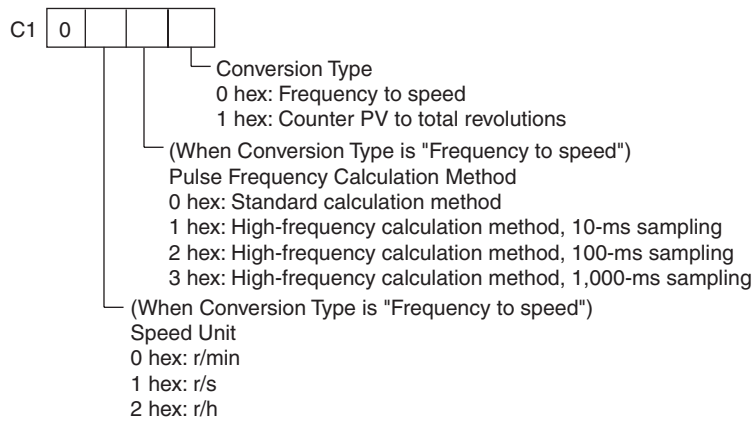 C1 0
Conversion Type
0 hex: Frequency to speed
1 hex: Counter PV to total revolutions
(When Conversion Type is "Frequency to speed")
Pulse Frequency Calculation Method
0 hex: Standard calculation method
1 hex: High-frequency calculation method, 10-ms sampling
2 hex: High-frequency calculation method, 100-ms sampling
3 hex: High-frequency calculation method, 1,000-ms sampling
(When Conversion Type is "Frequency to speed")
Speed Unit
0 hex: r/min
1 hex: r/s
2 hex: r/h